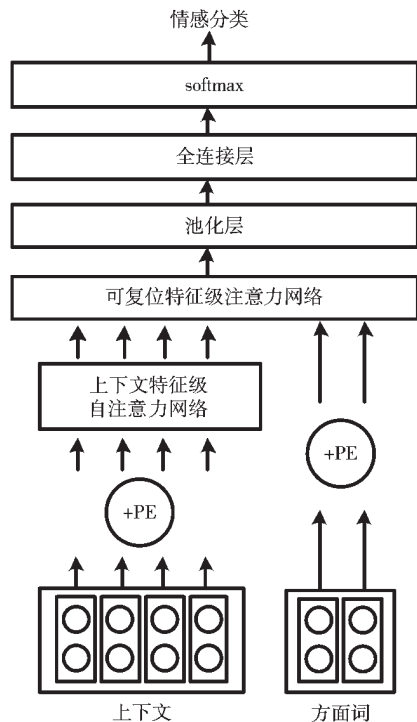 情感分类
softmax
全连接层
池化层
可复位特征级注意力网络
上下文特征级
自注意力网络
+PE
+PE
上下文
方面词